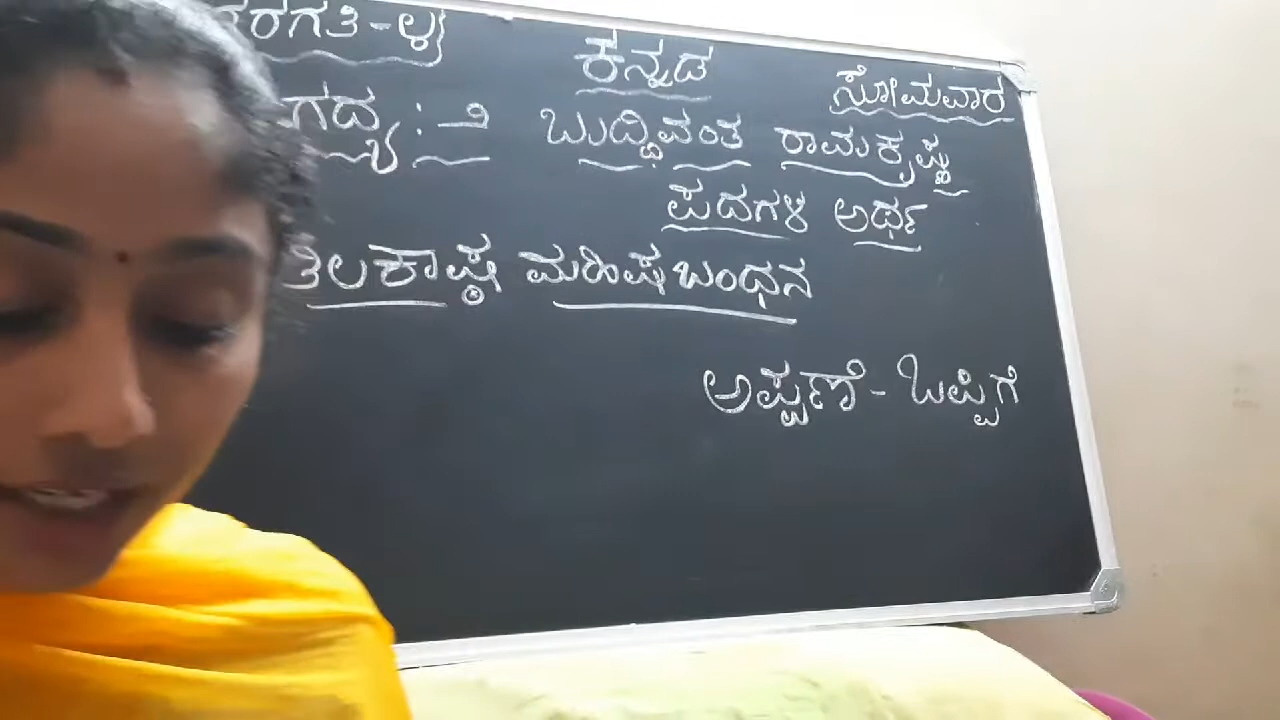 ತರಗತಿ - ೪
ಕನ್ನಡ
ಸೋಮವಾರ
ಗದ್ಯ : - ೨ ಬುದ್ಧಿವಂತ ರಾಮಕೃಷ್ಣ
ಪದಗಳ ಅರ್ಥ
ತಿಲಕಾಷ್ಠ ಮಹಿಷಬಂಧನ
ಅಪ್ಪಣೆ - ಒಪ್ಪಿಗೆ